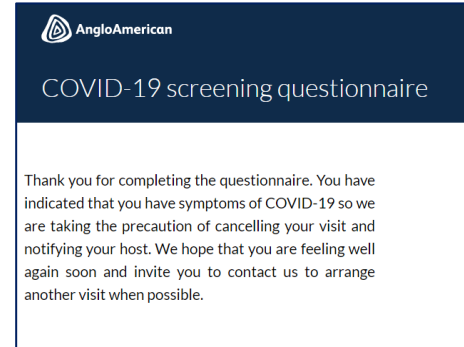 AngloAmerican
COVID-19 screening questionnaire
Thank you for completing the questionnaire. You have
indicated that you have symptoms of COVID-19 so we
are taking the precaution of cancelling your visit and
notifying your host. We hope that you are feeling well
again soon and invite you to contact us to arrange
another visit when possible.